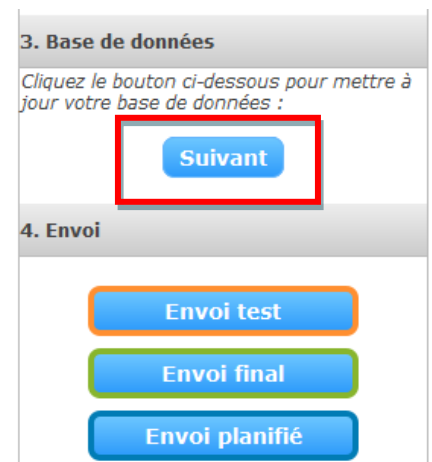 3. Base de données
Cliquez le bouton ci-dessous pour mettre à
jour votre base de données :
Suivant
4. Envoi
Envoi test
Envoi final
Envoi planifié